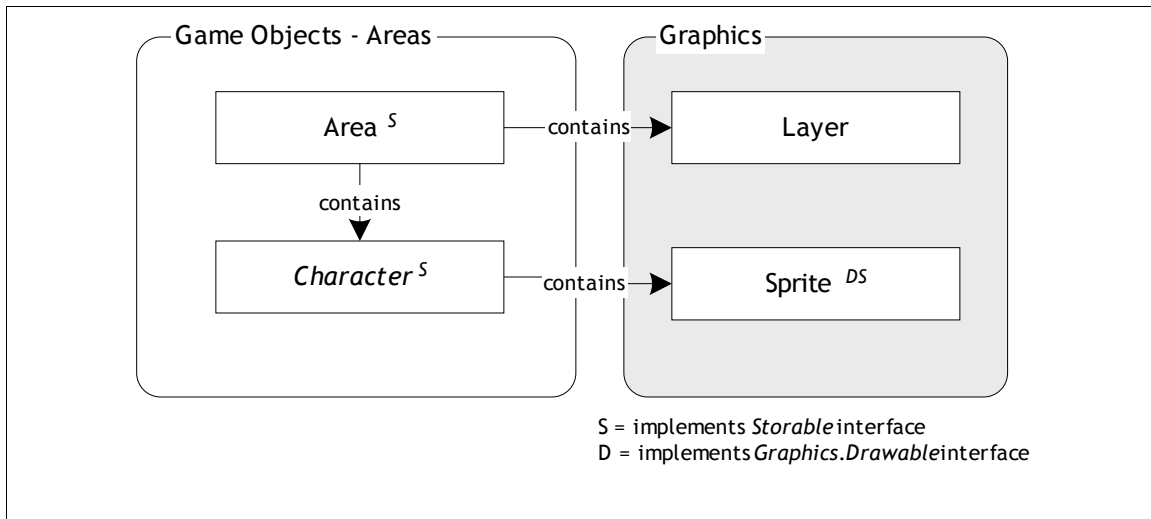 Game Objects - Areas
Graphics
Area S
contains
Layer
contains
Character S
contains
Sprite DS
S = implements Storable interface
D = implements Graphics.Drawable interface